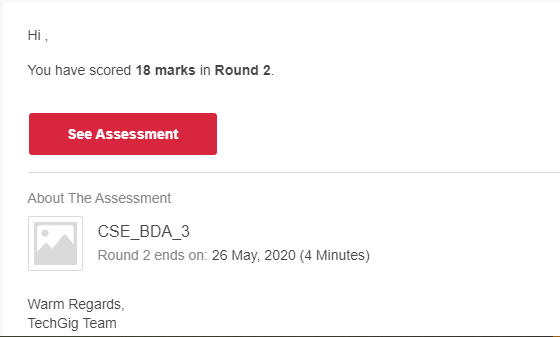 Hi ,
You have scored 18 marks in Round 2.
See Assessment
About The Assessment
CSE_BDA_3
Round 2 ends on: 26 May, 2020 (4 Minutes)
Warm Regards,
TechGig Team